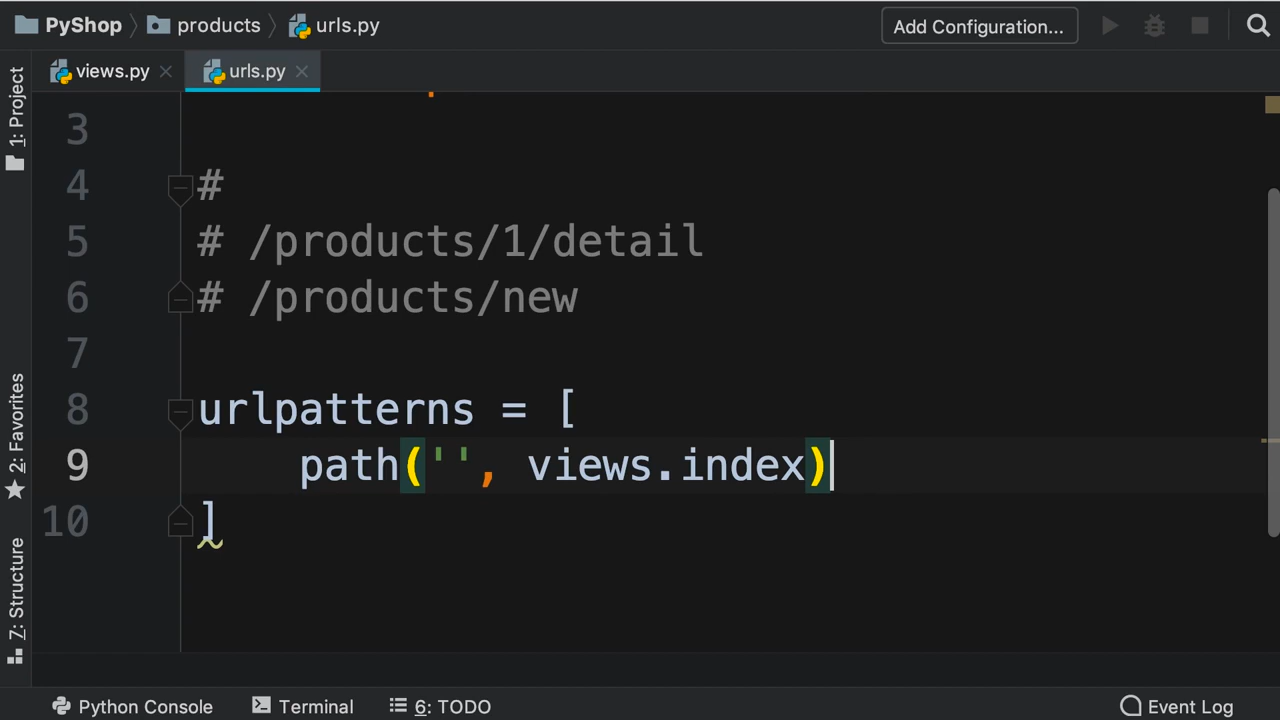 PyShop products urls.py Add Configuration...
views.py urls.py
1: Project
2: Favorites
7: Structure
3
4 #
5 # /products/1/detail
6 # /products/new
7
8 urlpatterns = [
9 path('', views.index)
10 ]
Python Console Terminal 6: TODO Event Log